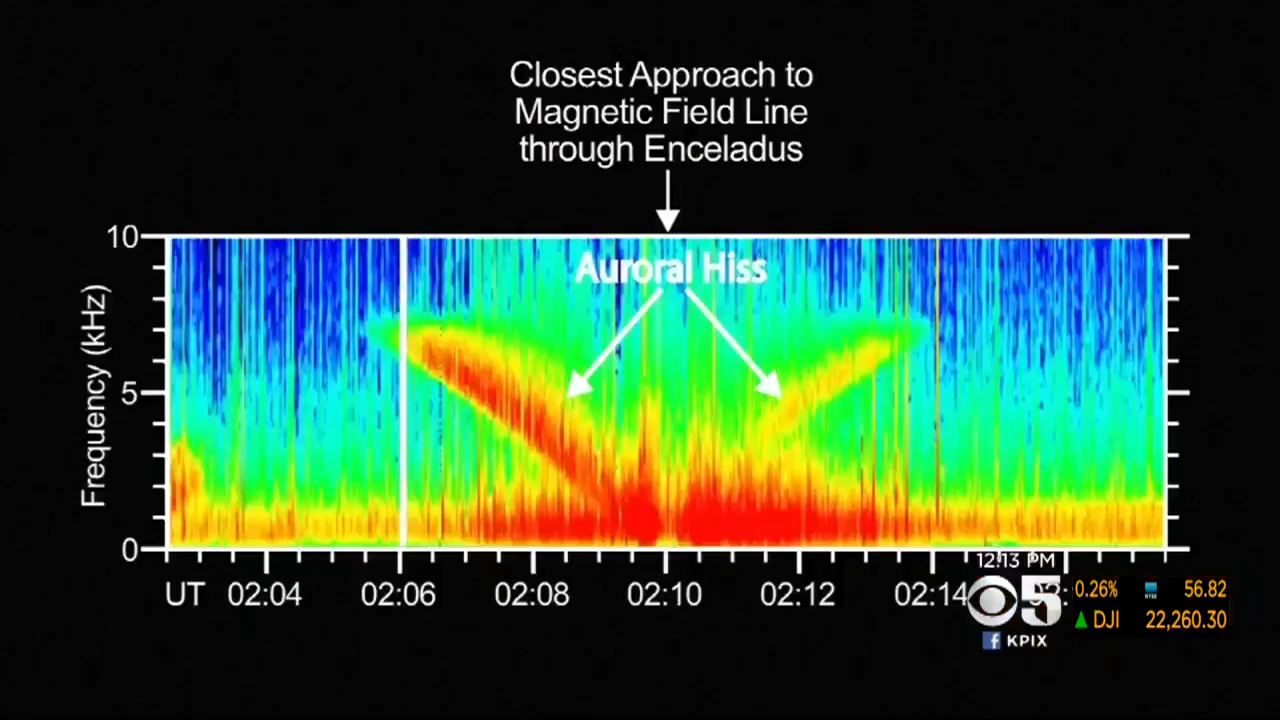 Closest Approach to
Magnetic Field Line
through Enceladus
Auroral Hiss
10
5
0
Frequency (kHz)
UT 02:04 02:06 02:08 02:10 02:12 02:14
12:13 PM
5
0.26% NYSE 56.82
▲ DJI 22,260.30
f KPIX